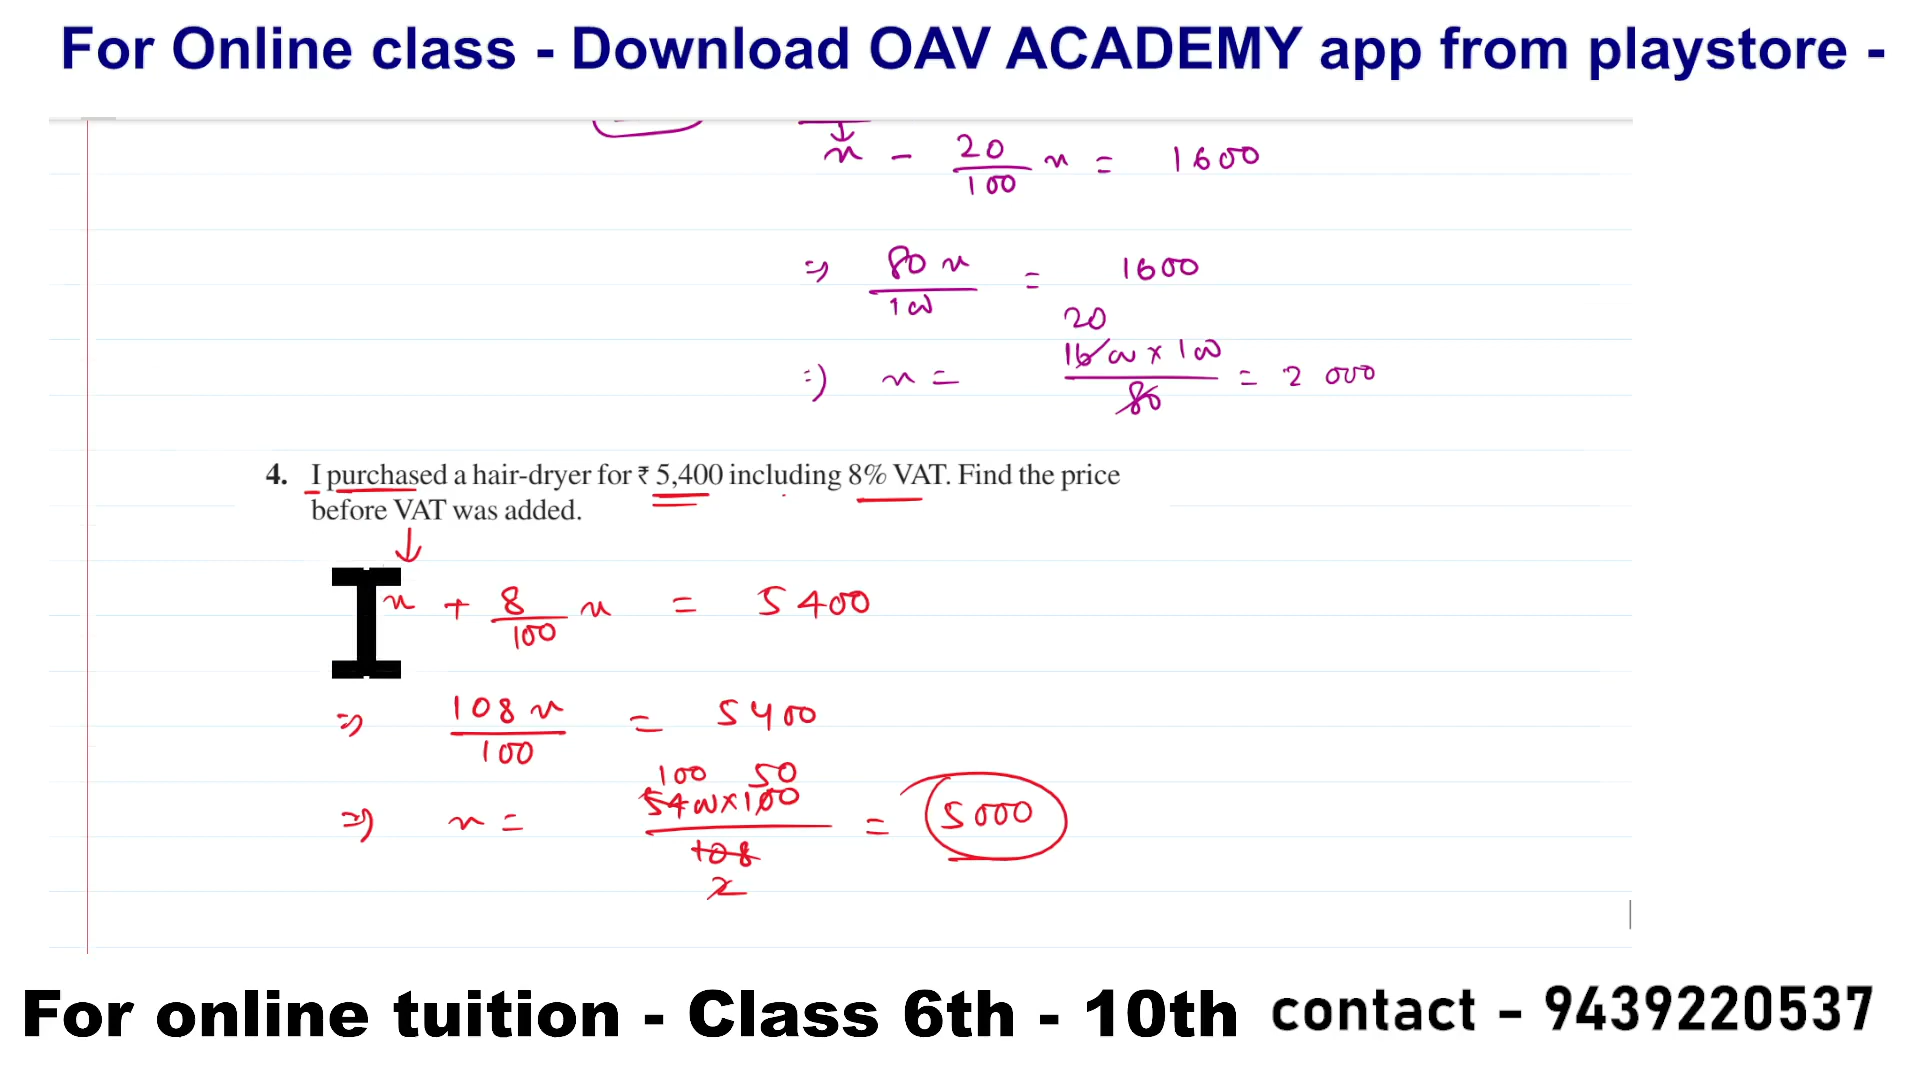 For Online class - Download OAV ACADEMY app from playstore -
x - 20/100 x = 1600
⇒ 80x/100 = 1600
20
⇒ x = 1600 × 100/80 = 2000
4. I purchased a hair-dryer for ₹ 5,400 including 8% VAT. Find the price
before VAT was added.
↓
x + 8/100 x = 5400
⇒ 108x/100 = 5400
100 50
⇒ x = 5400×100/108 = 5000
2
For online tuition - Class 6th - 10th contact - 9439220537